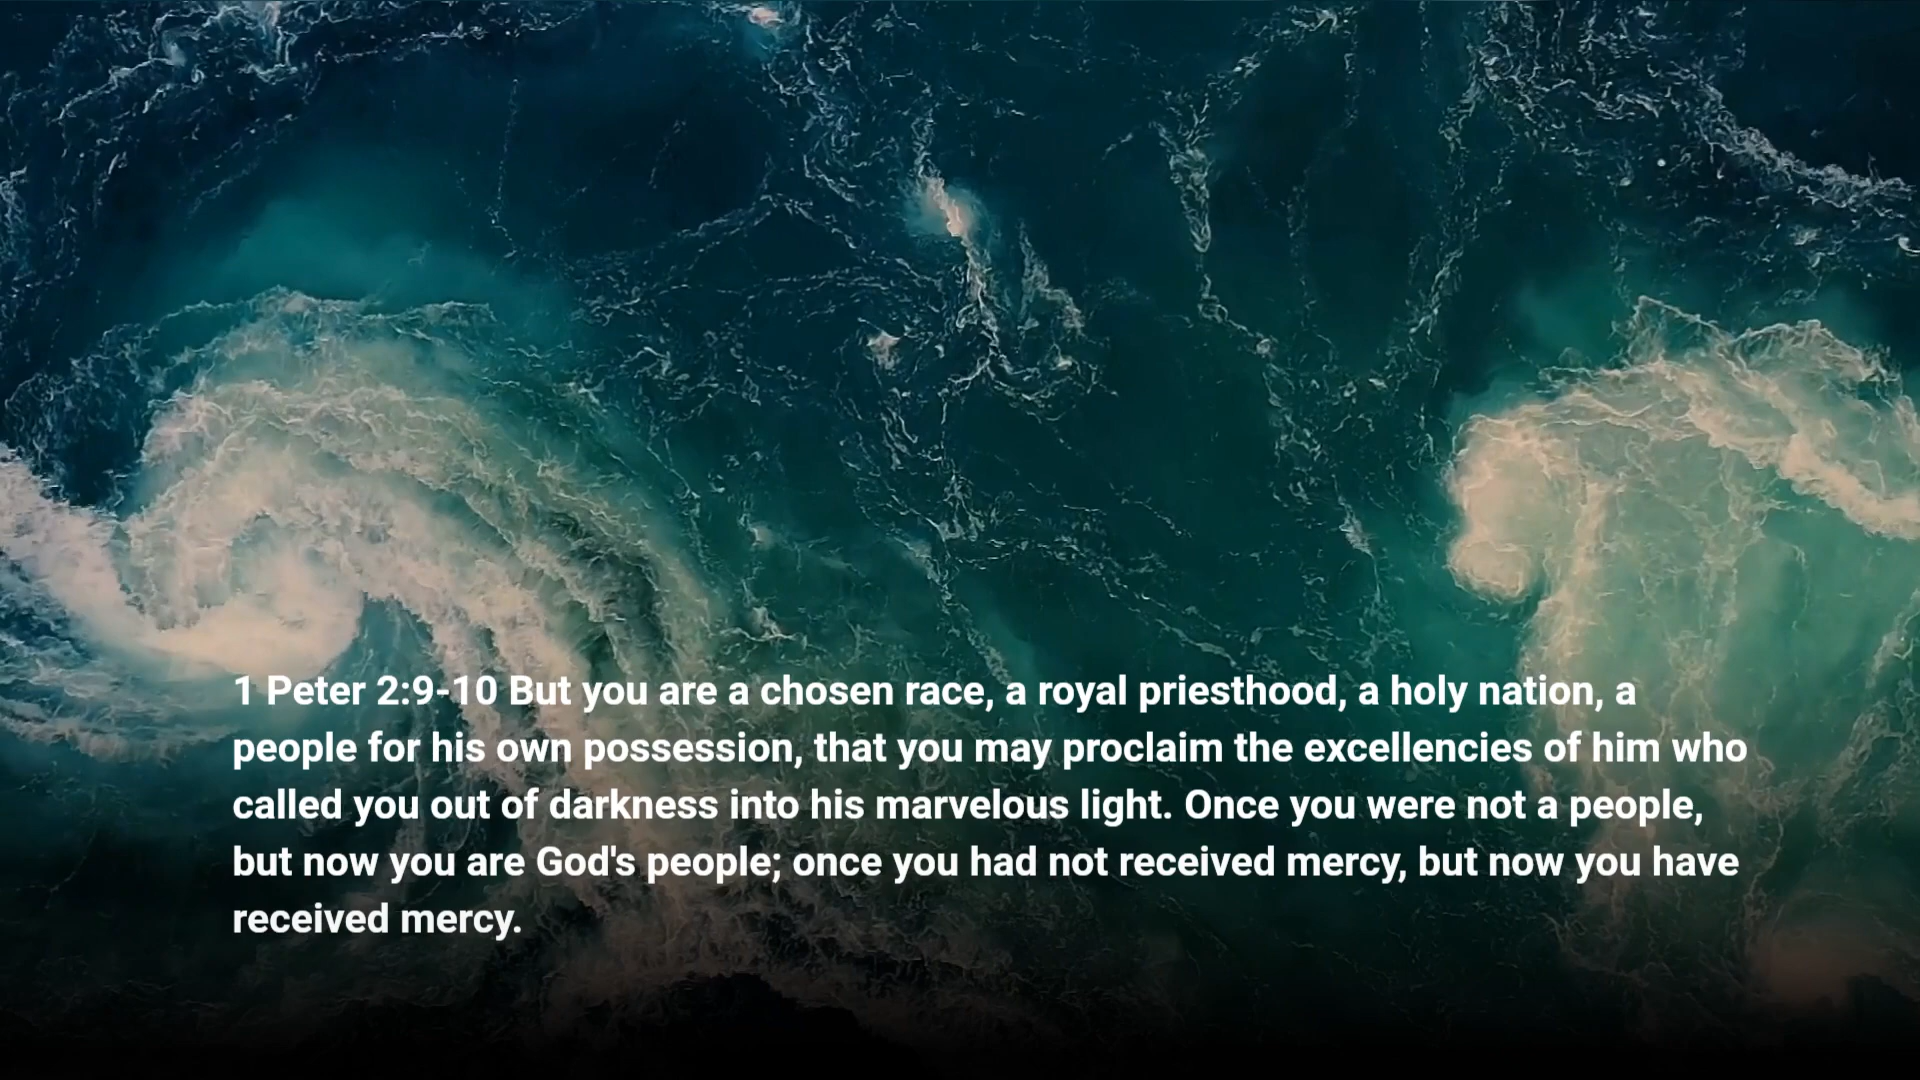 1 Peter 2:9-10 But you are a chosen race, a royal priesthood, a holy nation, a
people for his own possession, that you may proclaim the excellencies of him who
called you out of darkness into his marvelous light. Once you were not a people,
but now you are God's people; once you had not received mercy, but now you have
received mercy.